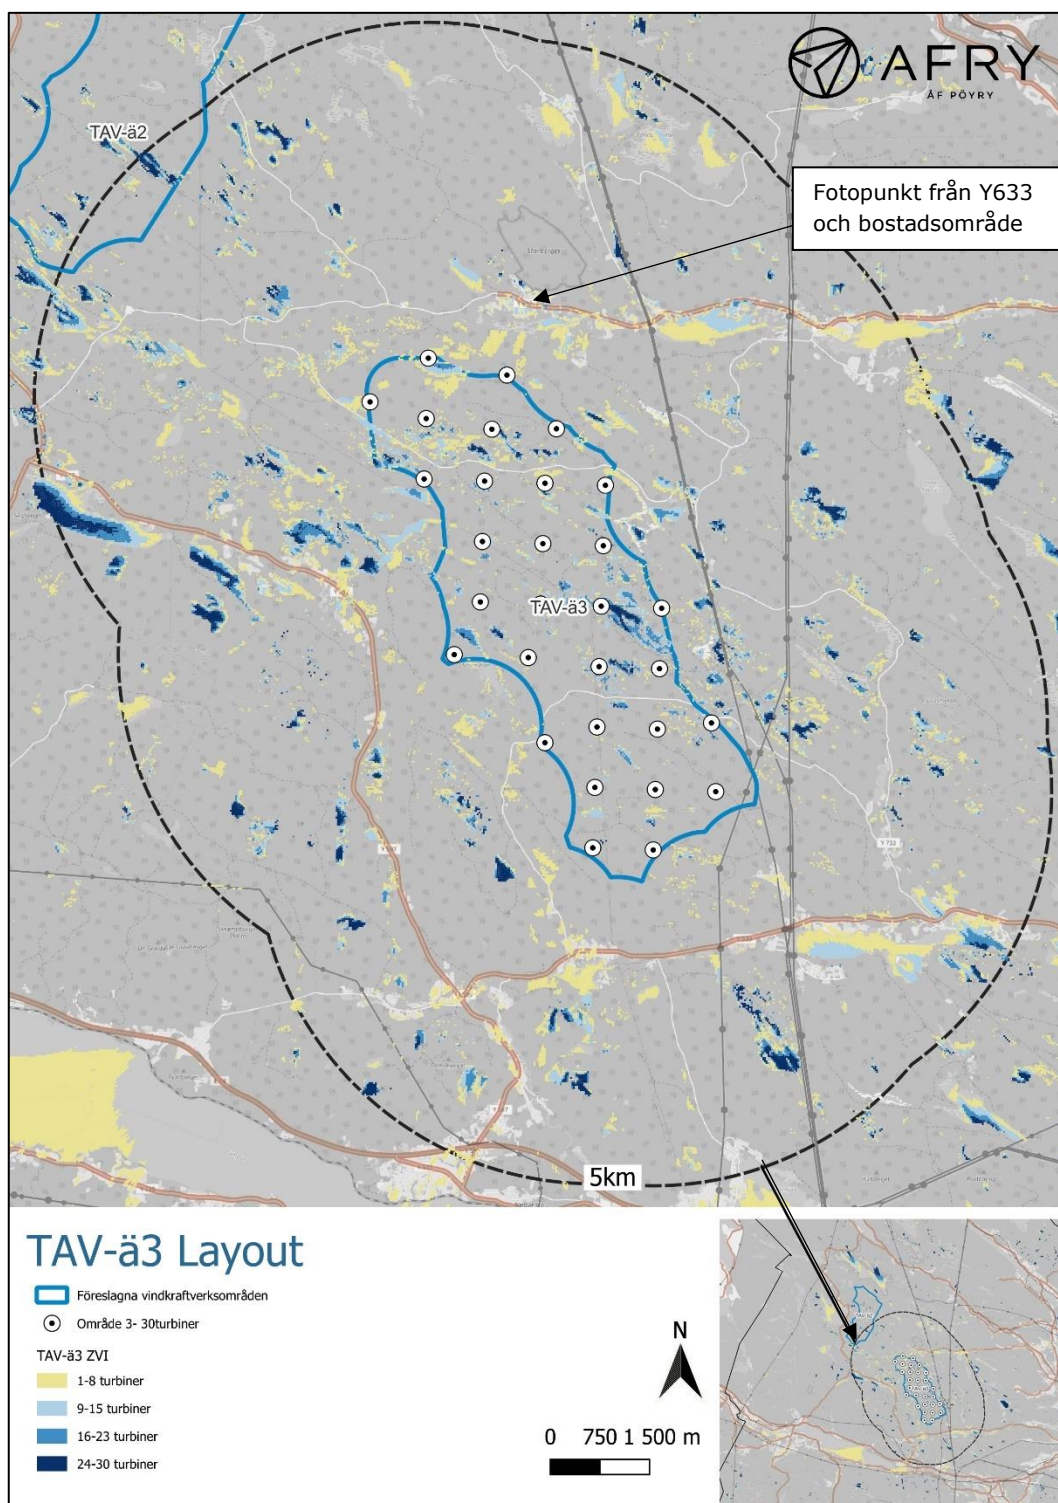 AFRY
ÅF PÖYRY
TAV-ä2
Fotopunkt från Y633
och bostadsområde
TAV-ä3
Y 733
5km
TAV-ä3 Layout
Föreslagna vindkraftverksområden
Område 3- 30turbiner
TAV-ä3 ZVI
1-8 turbiner
9-15 turbiner
16-23 turbiner
24-30 turbiner
N
0 750 1 500 m